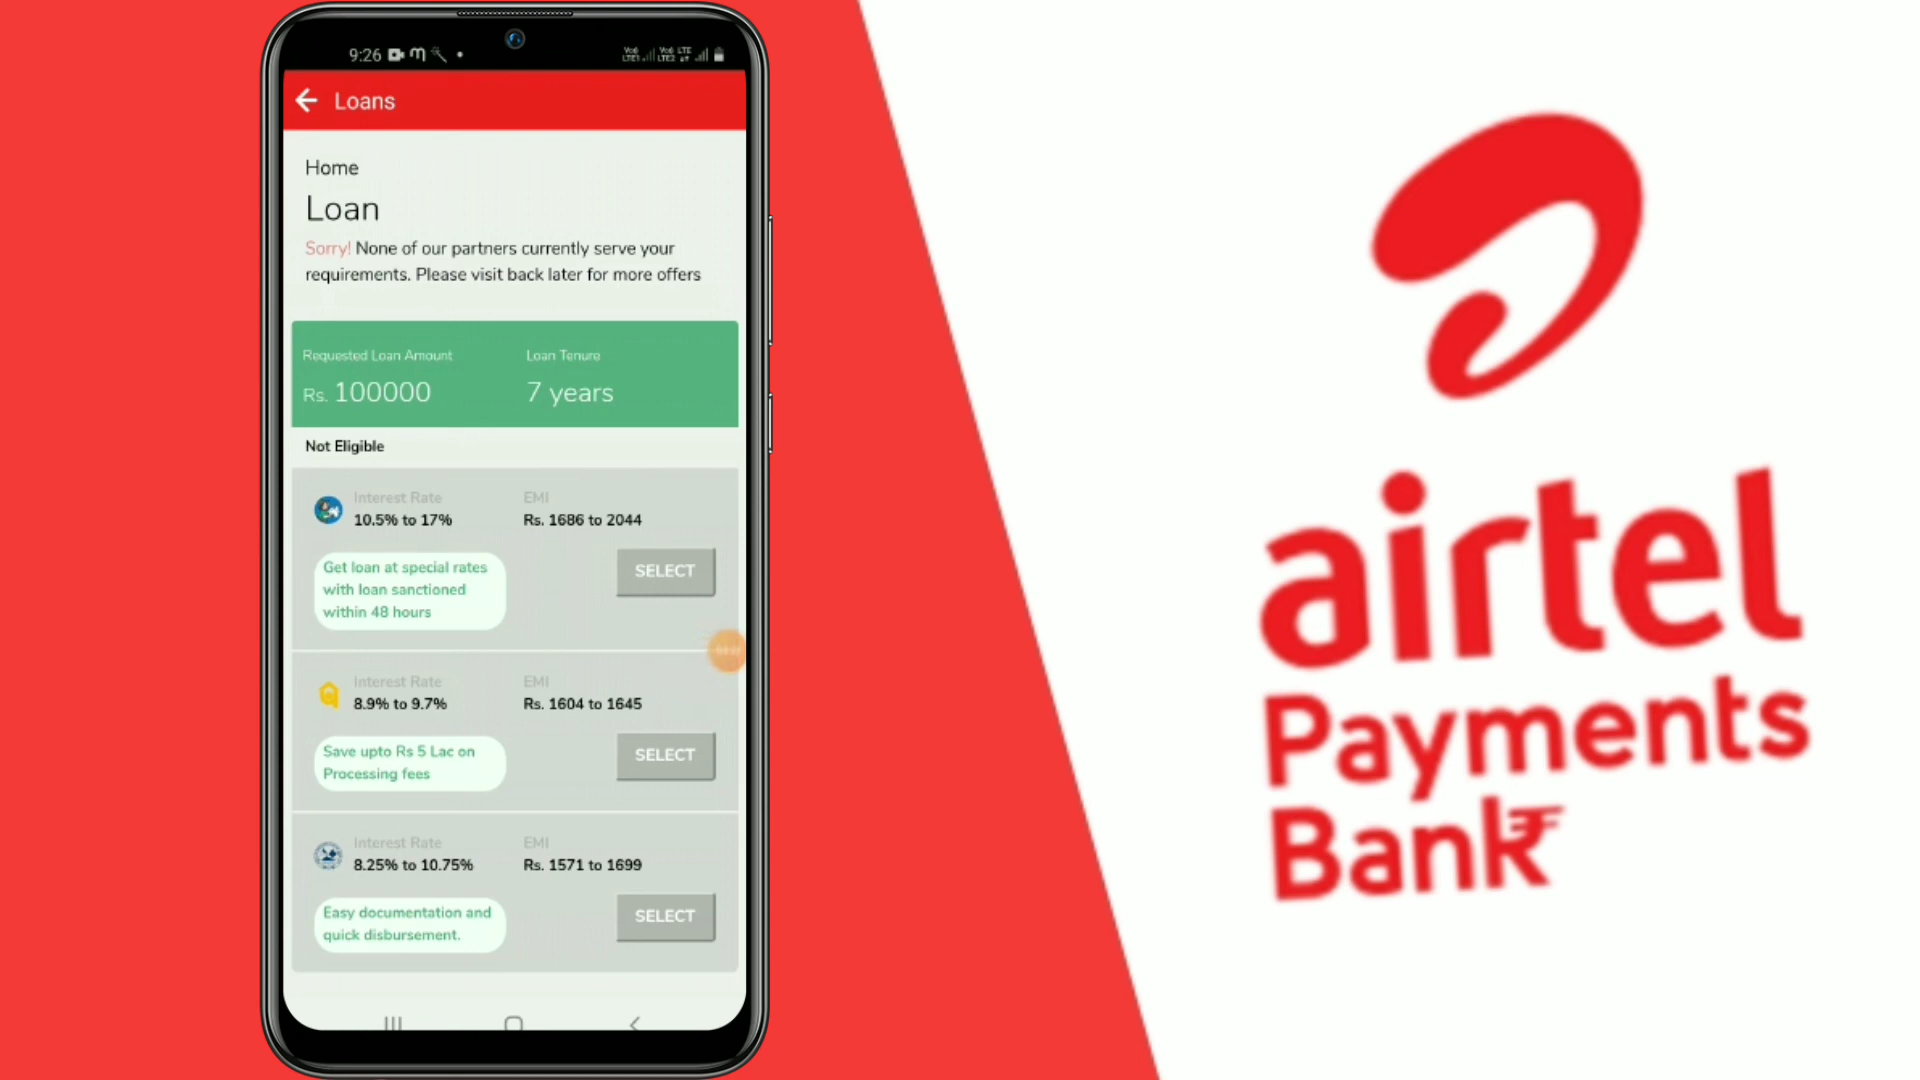 9:26
Vo6 LTE1 Vo6 LTE LTE2
Loans
Home
Loan
Sorry! None of our partners currently serve your
requirements. Please visit back later for more offers
Requested Loan Amount Loan Tenure
Rs. 100000 7 years
Not Eligible
Interest Rate EMI
10.5% to 17% Rs. 1686 to 2044
Get loan at special rates
with loan sanctioned
within 48 hours
SELECT
Interest Rate EMI
8.9% to 9.7% Rs. 1604 to 1645
Save upto Rs 5 Lac on
Processing fees
SELECT
Interest Rate EMI
8.25% to 10.75% Rs. 1571 to 1699
Easy documentation and
quick disbursement.
SELECT
airtel
Payments
Bank